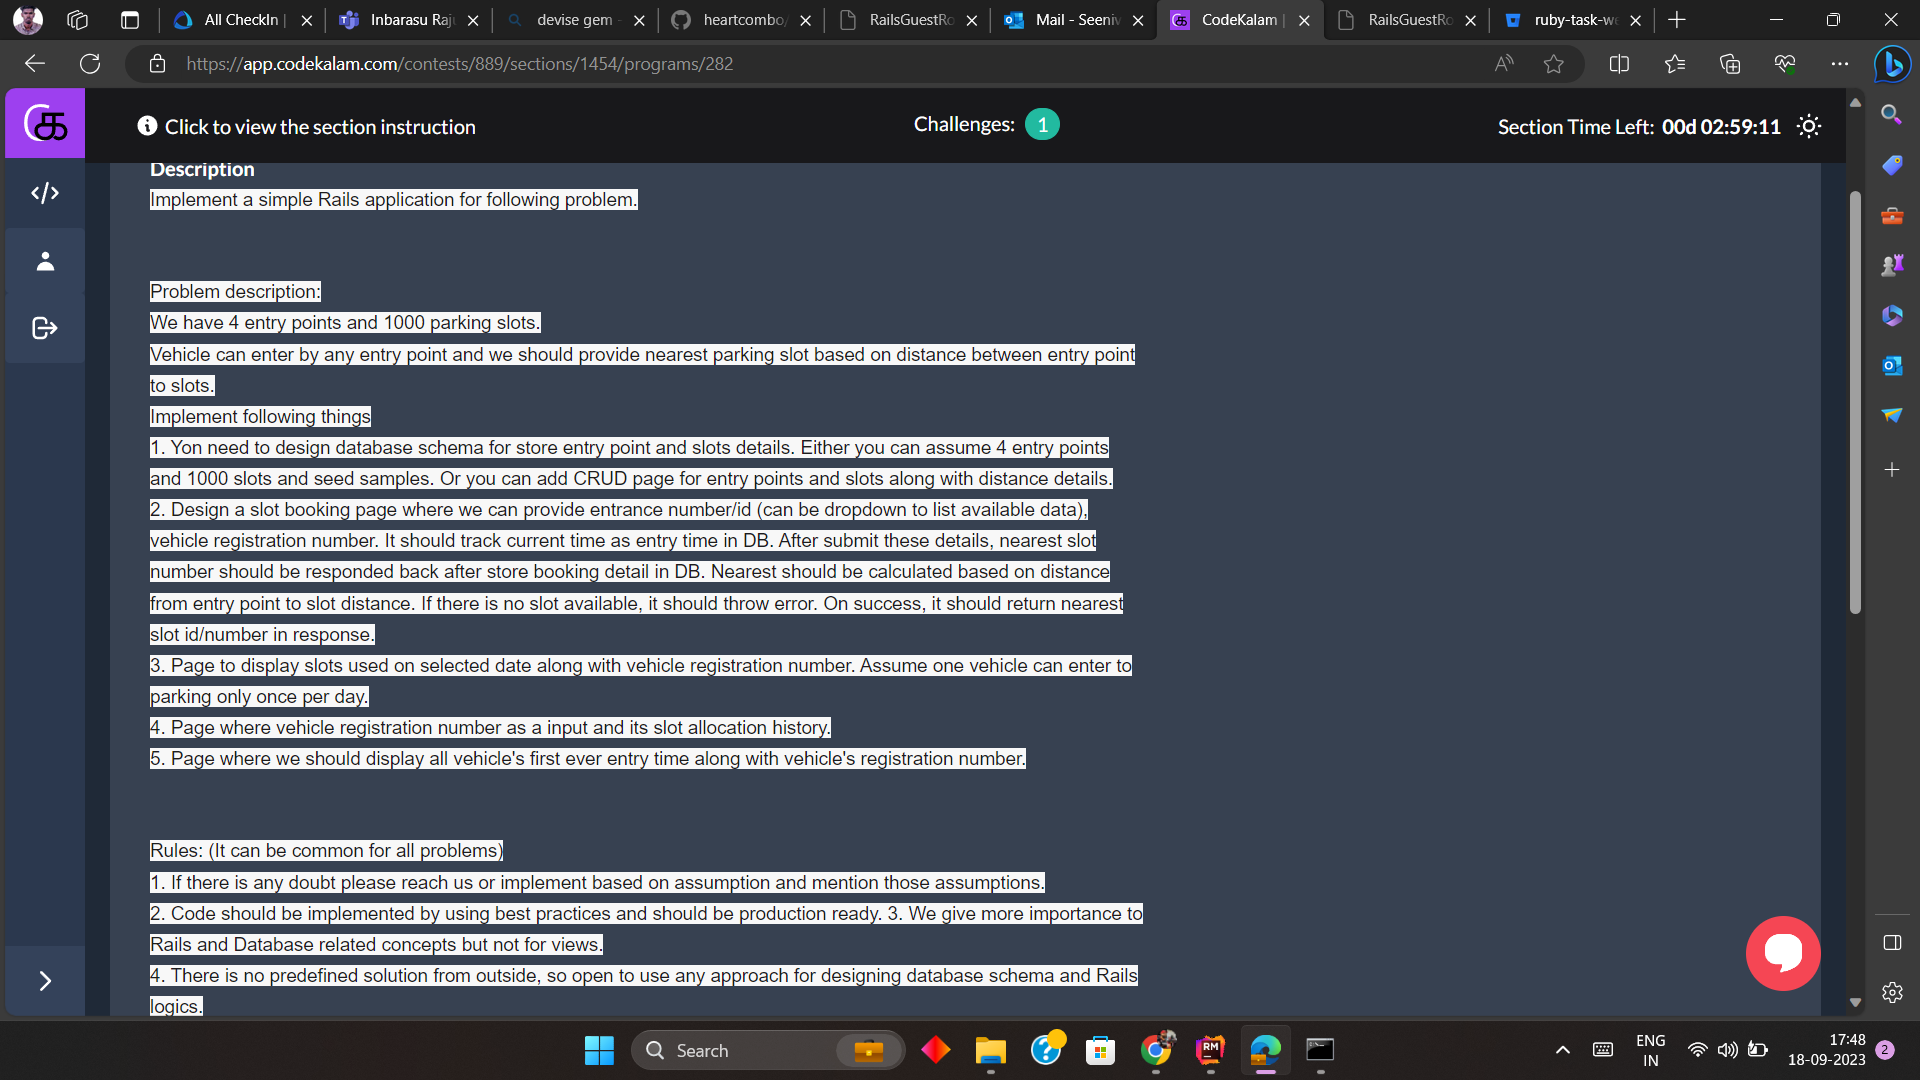 All CheckIn |
Inbarasu Raj
devise gem -
heartcombo/
RailsGuestRo
Mail - Seeniv
CodeKalam |
RailsGuestRo
ruby-task-we
https://app.codekalam.com/contests/889/sections/1454/programs/282
Click to view the section instruction
Challenges: 1
Section Time Left: 00d 02:59:11
Description
Implement a simple Rails application for following problem.
Problem description:
We have 4 entry points and 1000 parking slots.
Vehicle can enter by any entry point and we should provide nearest parking slot based on distance between entry point
to slots.
Implement following things
1. Yon need to design database schema for store entry point and slots details. Either you can assume 4 entry points
and 1000 slots and seed samples. Or you can add CRUD page for entry points and slots along with distance details.
2. Design a slot booking page where we can provide entrance number/id (can be dropdown to list available data),
vehicle registration number. It should track current time as entry time in DB. After submit these details, nearest slot
number should be responded back after store booking detail in DB. Nearest should be calculated based on distance
from entry point to slot distance. If there is no slot available, it should throw error. On success, it should return nearest
slot id/number in response.
3. Page to display slots used on selected date along with vehicle registration number. Assume one vehicle can enter to
parking only once per day.
4. Page where vehicle registration number as a input and its slot allocation history.
5. Page where we should display all vehicle's first ever entry time along with vehicle's registration number.
Rules: (It can be common for all problems)
1. If there is any doubt please reach us or implement based on assumption and mention those assumptions.
2. Code should be implemented by using best practices and should be production ready. 3. We give more importance to
Rails and Database related concepts but not for views.
4. There is no predefined solution from outside, so open to use any approach for designing database schema and Rails
logics.
Search
RM
ENG
IN
17:48
18-09-2023
2